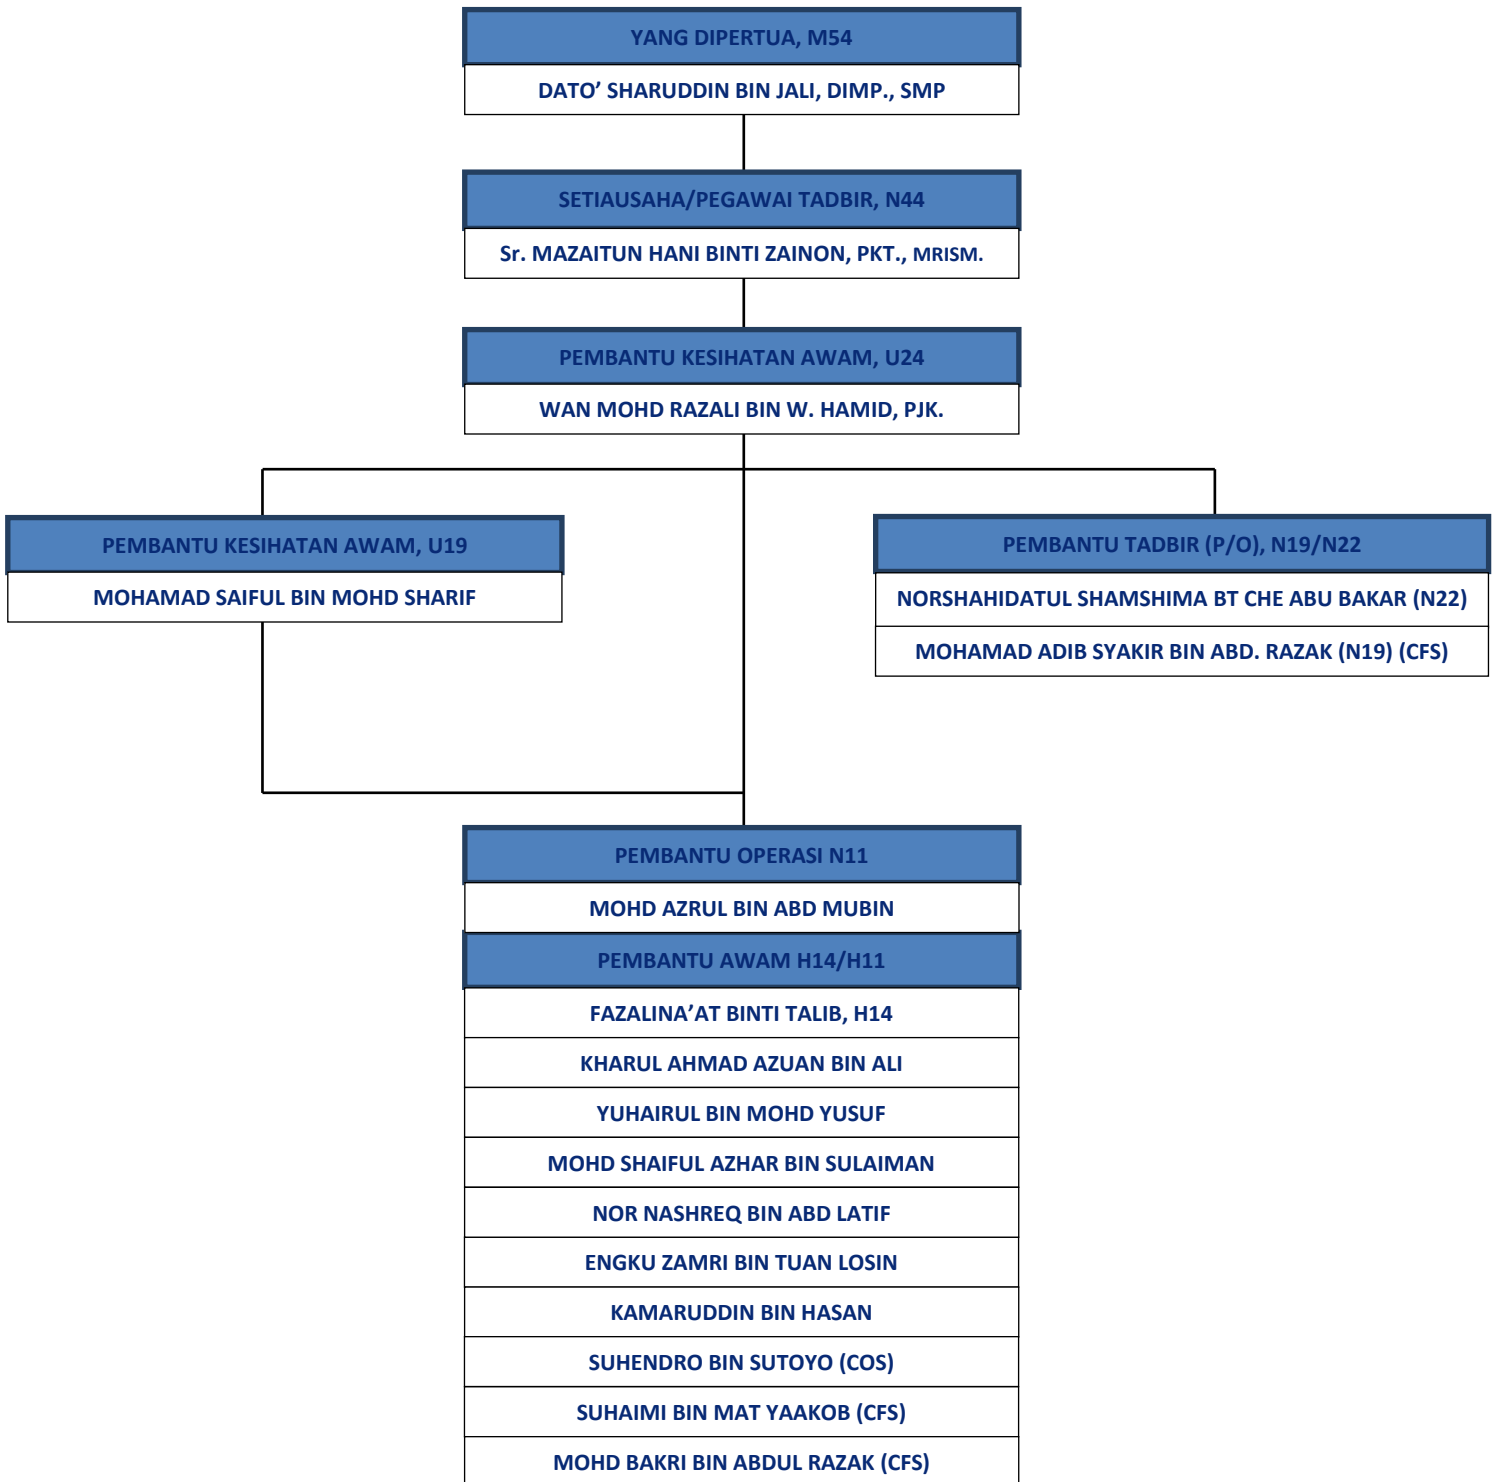 YANG DIPERTUA, M54
DATO’ SHARUDDIN BIN JALI, DIMP., SMP
SETIAUSAHA/PEGAWAI TADBIR, N44
Sr. MAZAITUN HANI BINTI ZAINON, PKT., MRISM.
PEMBANTU KESIHATAN AWAM, U24
WAN MOHD RAZALI BIN W. HAMID, PJK.
PEMBANTU KESIHATAN AWAM, U19
MOHAMAD SAIFUL BIN MOHD SHARIF
PEMBANTU TADBIR (P/O), N19/N22
NORSHAHIDATUL SHAMSHIMA BT CHE ABU BAKAR (N22)
MOHAMAD ADIB SYAKIR BIN ABD. RAZAK (N19) (CFS)
PEMBANTU OPERASI N11
MOHD AZRUL BIN ABD MUBIN
PEMBANTU AWAM H14/H11
FAZALINA’AT BINTI TALIB, H14
KHARUL AHMAD AZUAN BIN ALI
YUHAIRUL BIN MOHD YUSUF
MOHD SHAIFUL AZHAR BIN SULAIMAN
NOR NASHREQ BIN ABD LATIF
ENGKU ZAMRI BIN TUAN LOSIN
KAMARUDDIN BIN HASAN
SUHENDRO BIN SUTOYO (COS)
SUHAIMI BIN MAT YAAKOB (CFS)
MOHD BAKRI BIN ABDUL RAZAK (CFS)